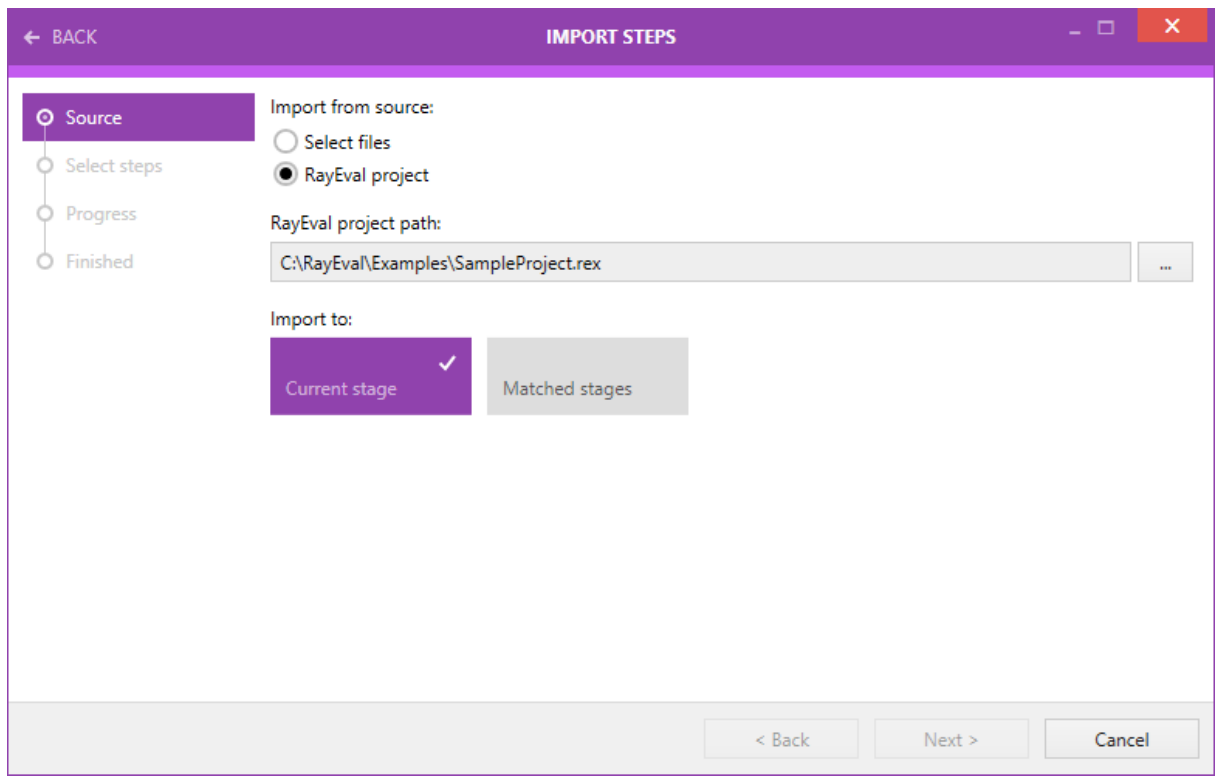 ← BACK
IMPORT STEPS
Source
Select steps
Progress
Finished
Import from source:
Select files
RayEval project
RayEval project path:
C:\RayEval\Examples\SampleProject.rex
...
Import to:
Current stage
Matched stages
< Back
Next >
Cancel